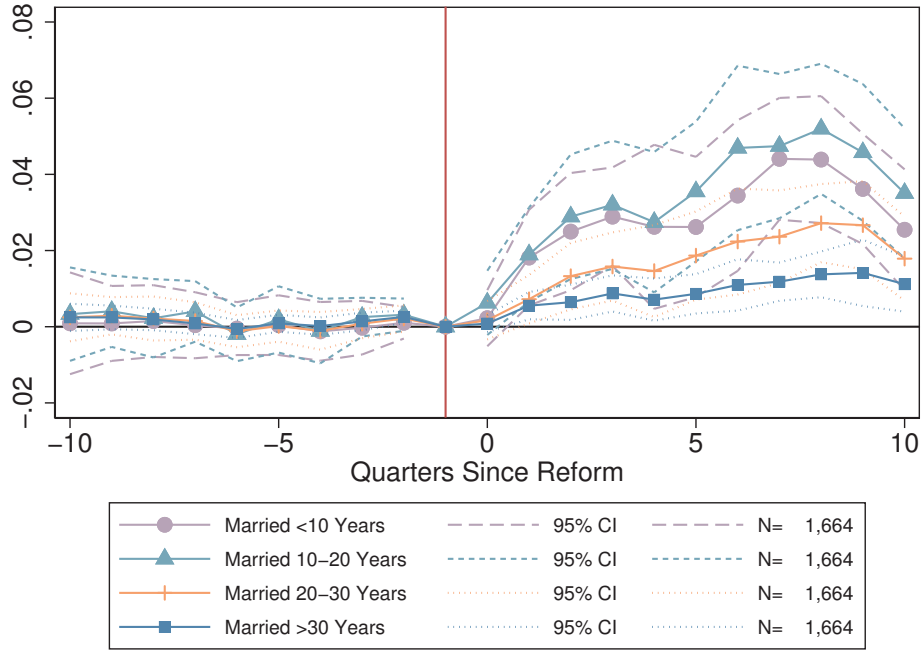 .08
.06
.04
.02
0
−.02
−10 −5 0 5 10
Quarters Since Reform
Married <10 Years 95% CI N= 1,664
Married 10−20 Years 95% CI N= 1,664
Married 20−30 Years 95% CI N= 1,664
Married >30 Years 95% CI N= 1,664